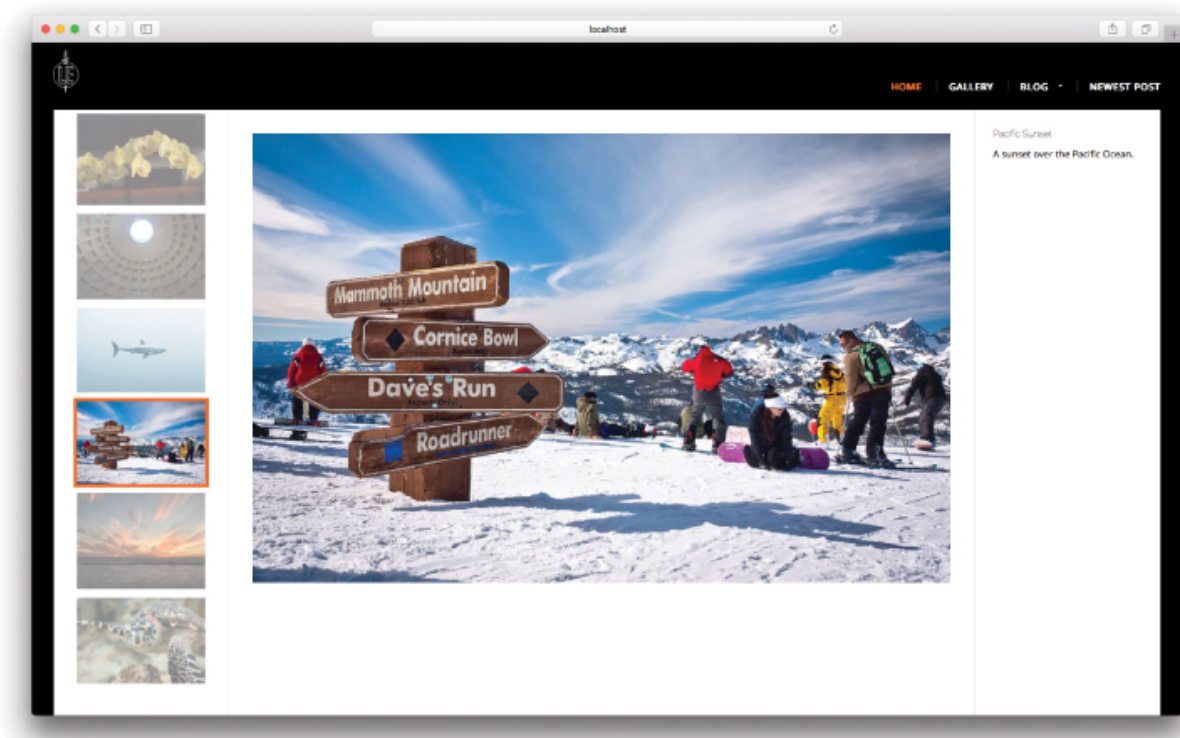 localhost
LE
HOME
GALLERY
BLOG
NEWEST POST
Mammoth Mountain
Cornice Bowl
Dave's Run
Roadrunner
Pacific Sunset
A sunset over the Pacific Ocean.